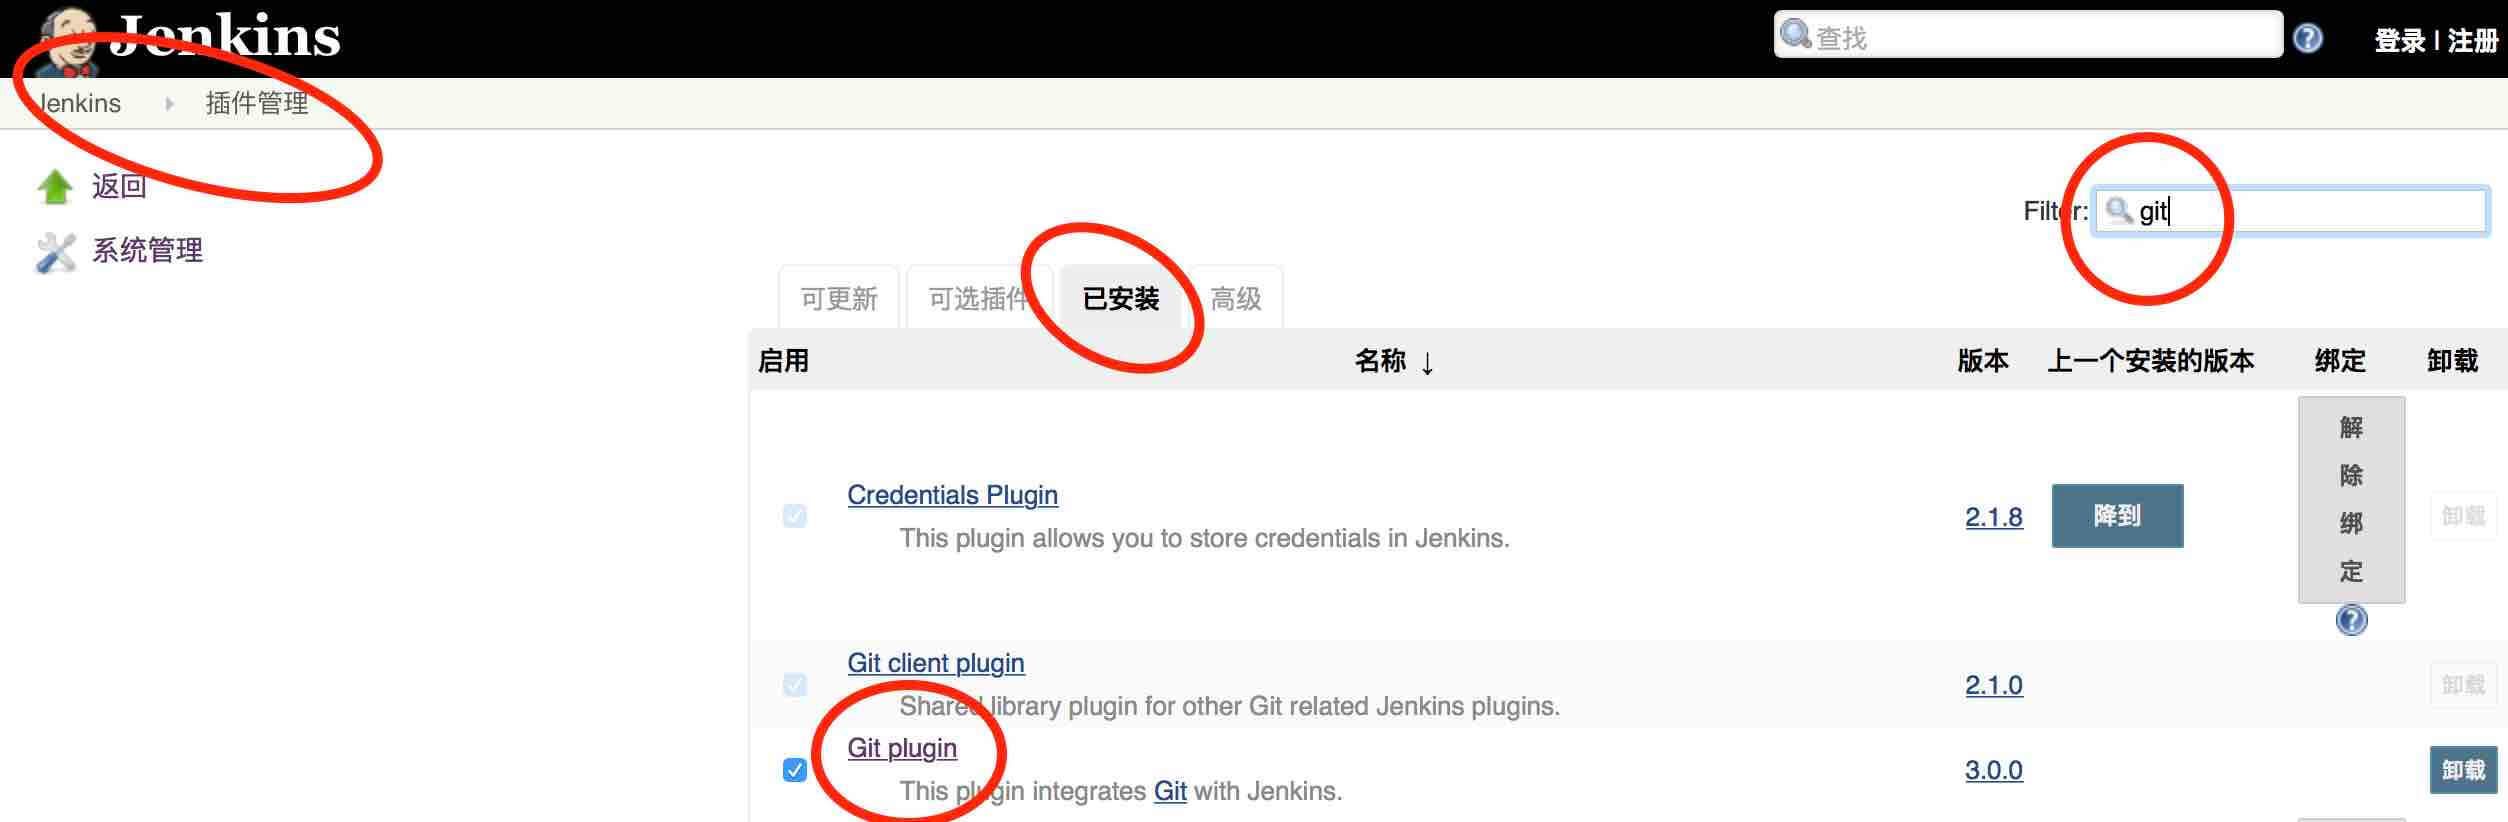 Jenkins
查找
登录 | 注册
Jenkins 插件管理
返回
系统管理
Filter: git
可更新 可选插件 已安装 高级
启用 名称 ↓ 版本 上一个安装的版本 绑定 卸载
Credentials Plugin
This plugin allows you to store credentials in Jenkins.
2.1.8 降到
解
除
绑
定
卸载
Git client plugin
Shared library plugin for other Git related Jenkins plugins.
2.1.0 卸载
Git plugin
This plugin integrates Git with Jenkins.
3.0.0 卸载